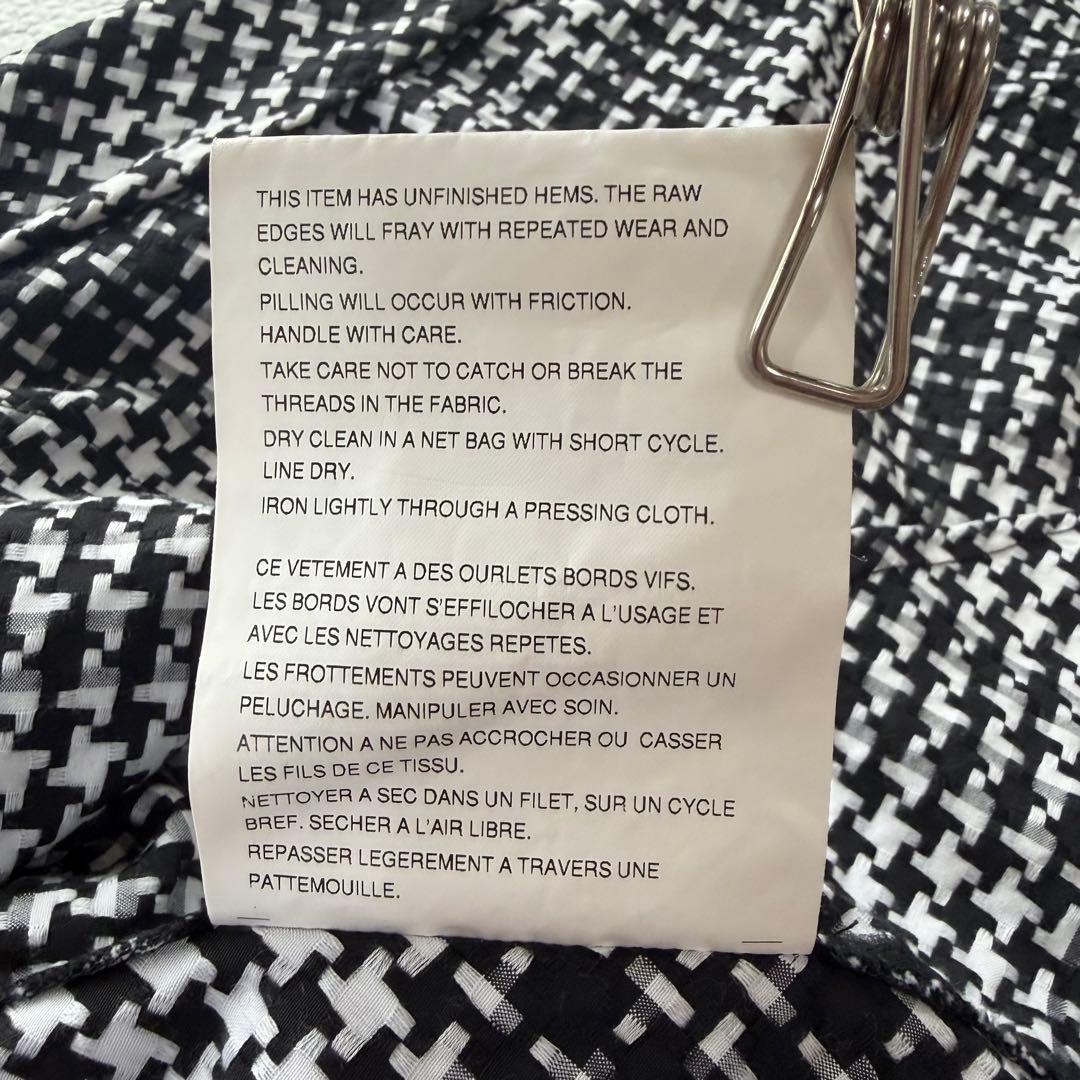 THIS ITEM HAS UNFINISHED HEMS. THE RAW
EDGES WILL FRAY WITH REPEATED WEAR AND
CLEANING.
PILLING WILL OCCUR WITH FRICTION.
HANDLE WITH CARE.
TAKE CARE NOT TO CATCH OR BREAK THE
THREADS IN THE FABRIC.
DRY CLEAN IN A NET BAG WITH SHORT CYCLE.
LINE DRY.
IRON LIGHTLY THROUGH A PRESSING CLOTH.
CE VETEMENT A DES OURLETS BORDS VIFS.
LES BORDS VONT S'EFFILOCHER A L'USAGE ET
AVEC LES NETTOYAGES REPETES.
LES FROTTEMENTS PEUVENT OCCASIONNER UN
PELUCHAGE. MANIPULER AVEC SOIN.
ATTENTION A NE PAS ACCROCHER OU CASSER
LES FILS DE CE TISSU.
NETTOYER A SEC DANS UN FILET, SUR UN CYCLE
BREF. SECHER A L'AIR LIBRE.
REPASSER LEGEREMENT A TRAVERS UNE
PATTEMOUILLE.